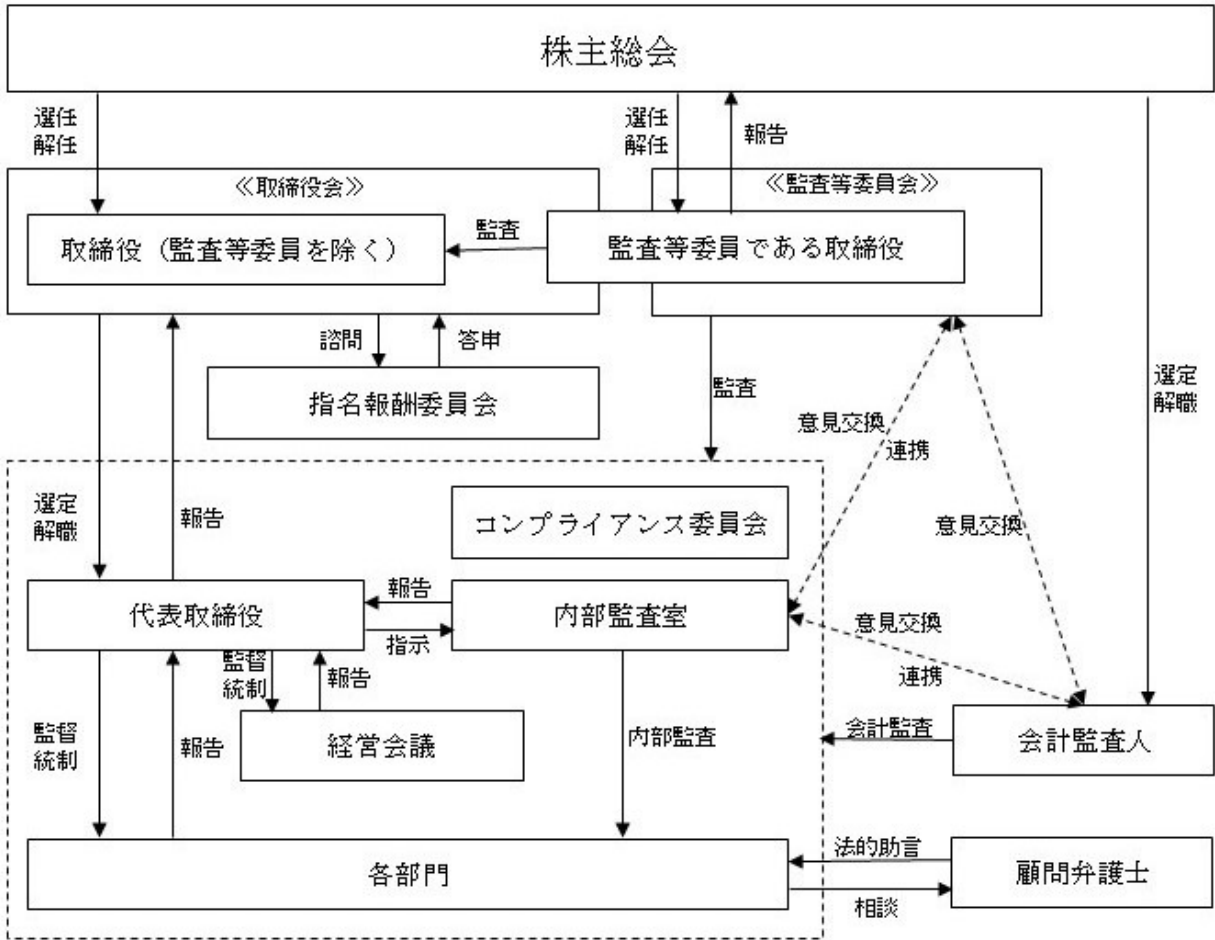 株主総会
選任
解任
選任
解任
報告
≪取締役会≫
≪監査等委員会≫
取締役（監査等委員を除く）
監査
監査等委員である取締役
諮問
答申
指名報酬委員会
監査
選定
解職
意見交換
連携
選定
解職
報告
コンプライアンス委員会
意見交換
代表取締役
報告
指示
内部監査室
意見交換
連携
監督
統制
報告
経営会議
監督
統制
報告
内部監査
会計監査
会計監査人
各部門
法的助言
相談
顧問弁護士